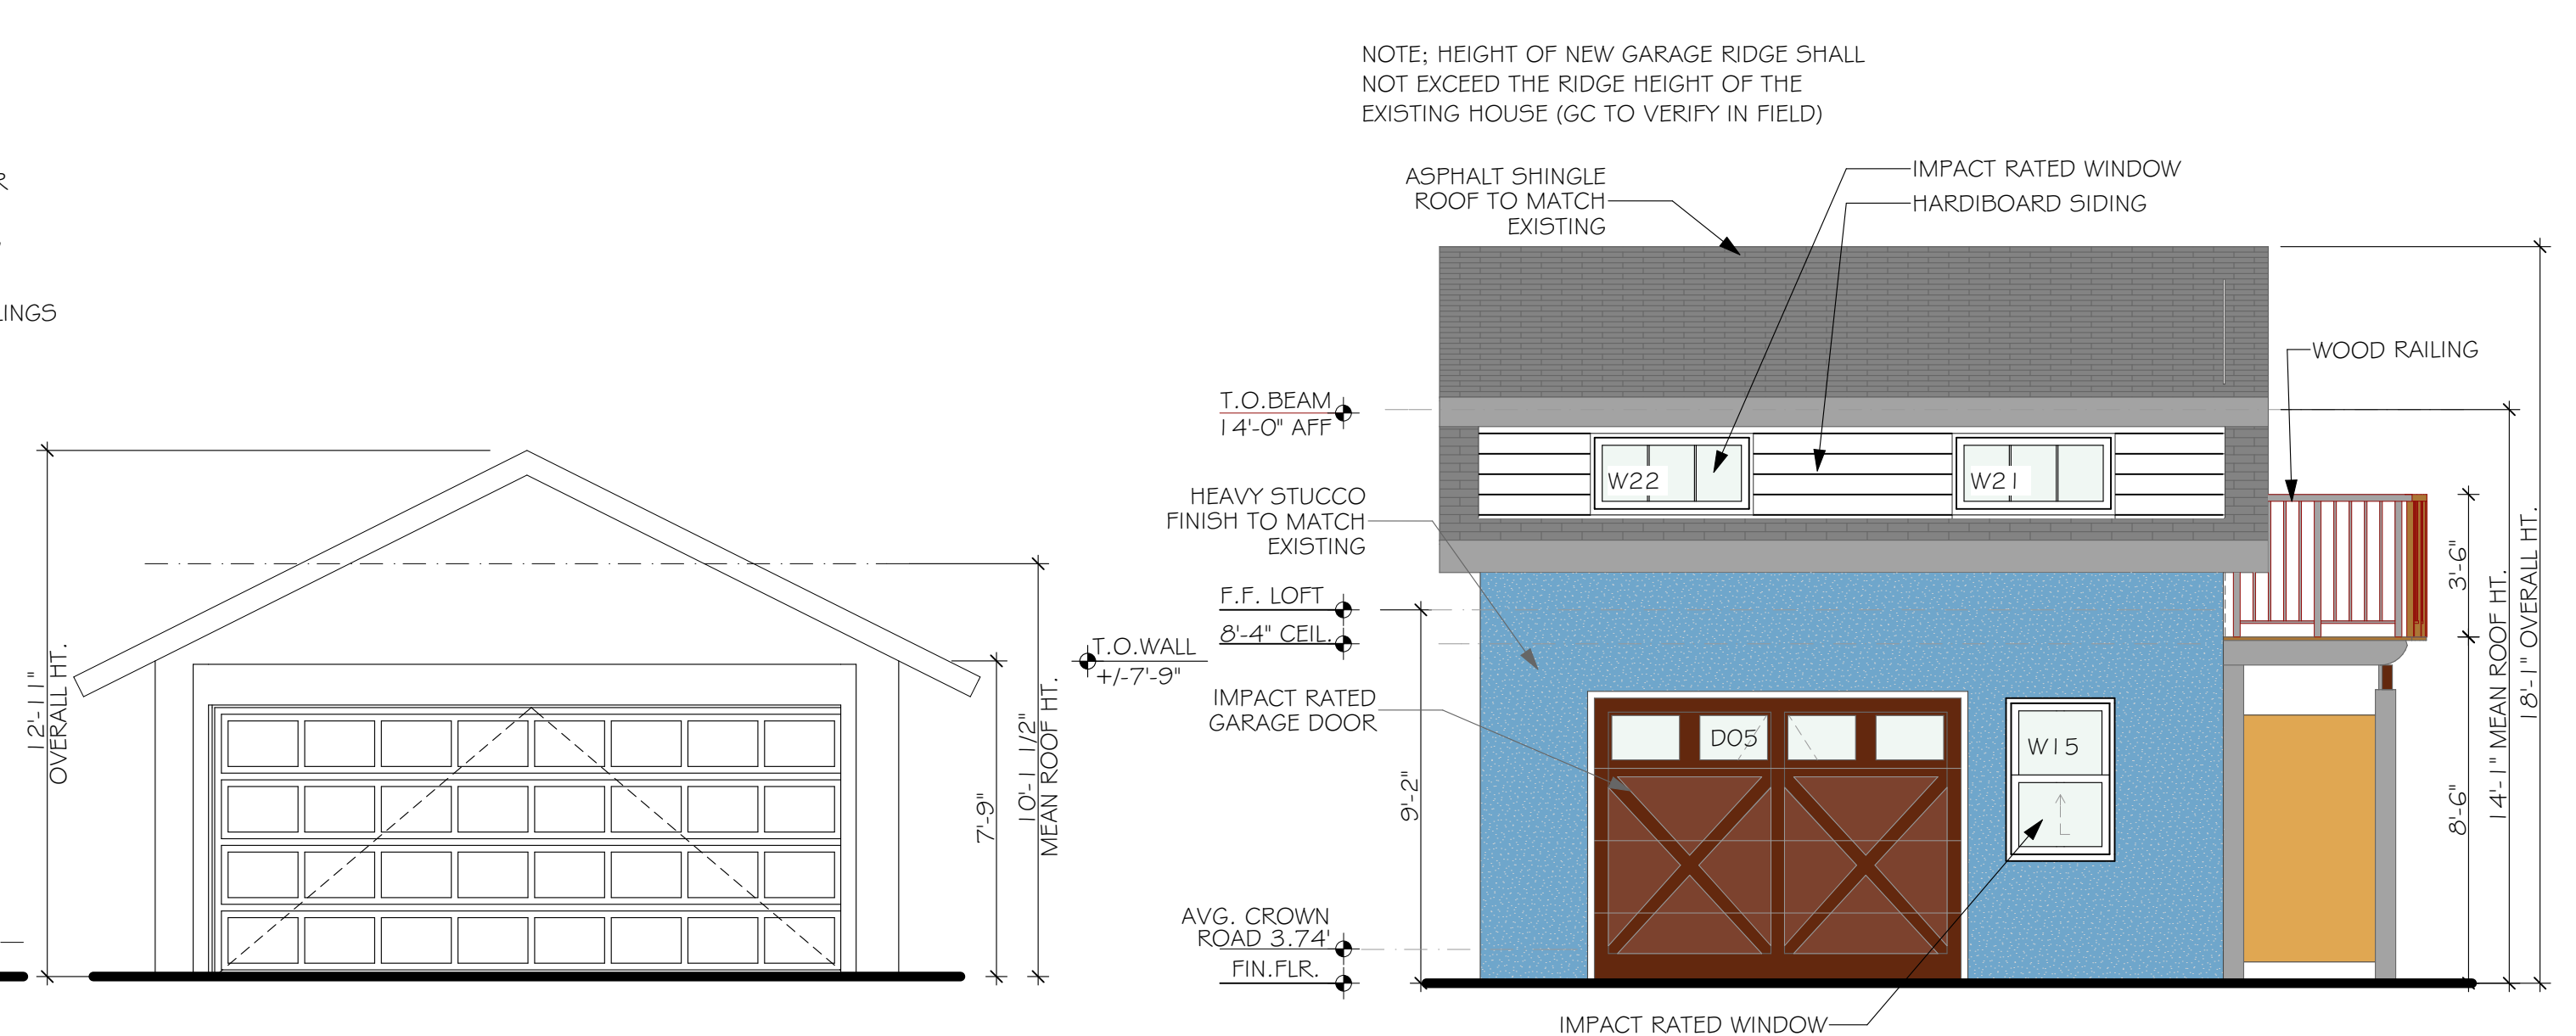 R
LINGS
12'-11"
OVERALL HT.
7'-9"
10'-1 1/2"
MEAN ROOF HT.
T.O.WALL
+/-7'-9"
NOTE; HEIGHT OF NEW GARAGE RIDGE SHALL
NOT EXCEED THE RIDGE HEIGHT OF THE
EXISTING HOUSE (GC TO VERIFY IN FIELD)
ASPHALT SHINGLE
ROOF TO MATCH
EXISTING
IMPACT RATED WINDOW
HARDIBOARD SIDING
WOOD RAILING
T.O.BEAM
14'-0" AFF
W22
W21
HEAVY STUCCO
FINISH TO MATCH
EXISTING
F.F. LOFT
8'-4" CEIL.
IMPACT RATED
GARAGE DOOR
D05
W15
9'-2"
AVG. CROWN
ROAD 3.74'
FIN.FLR.
IMPACT RATED WINDOW
3'-6"
8'-6"
14'-1" MEAN ROOF HT.
18'-1" OVERALL HT.